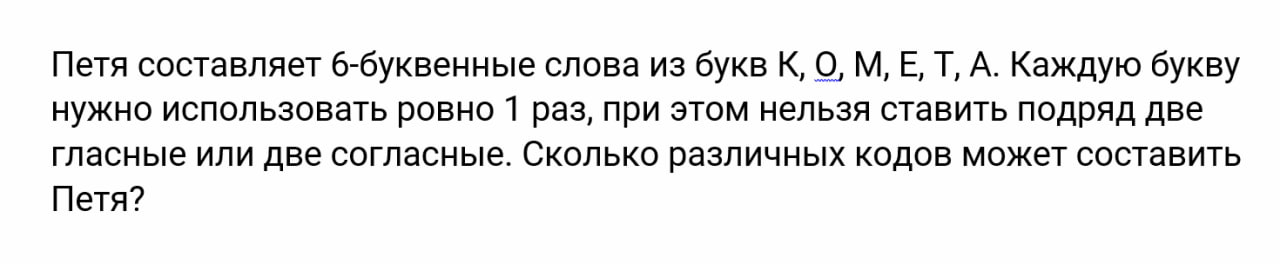 Петя составляет 6-буквенные слова из букв К, О, М, Е, Т, А. Каждую букву
нужно использовать ровно 1 раз, при этом нельзя ставить подряд две
гласные или две согласные. Сколько различных кодов может составить
Петя?